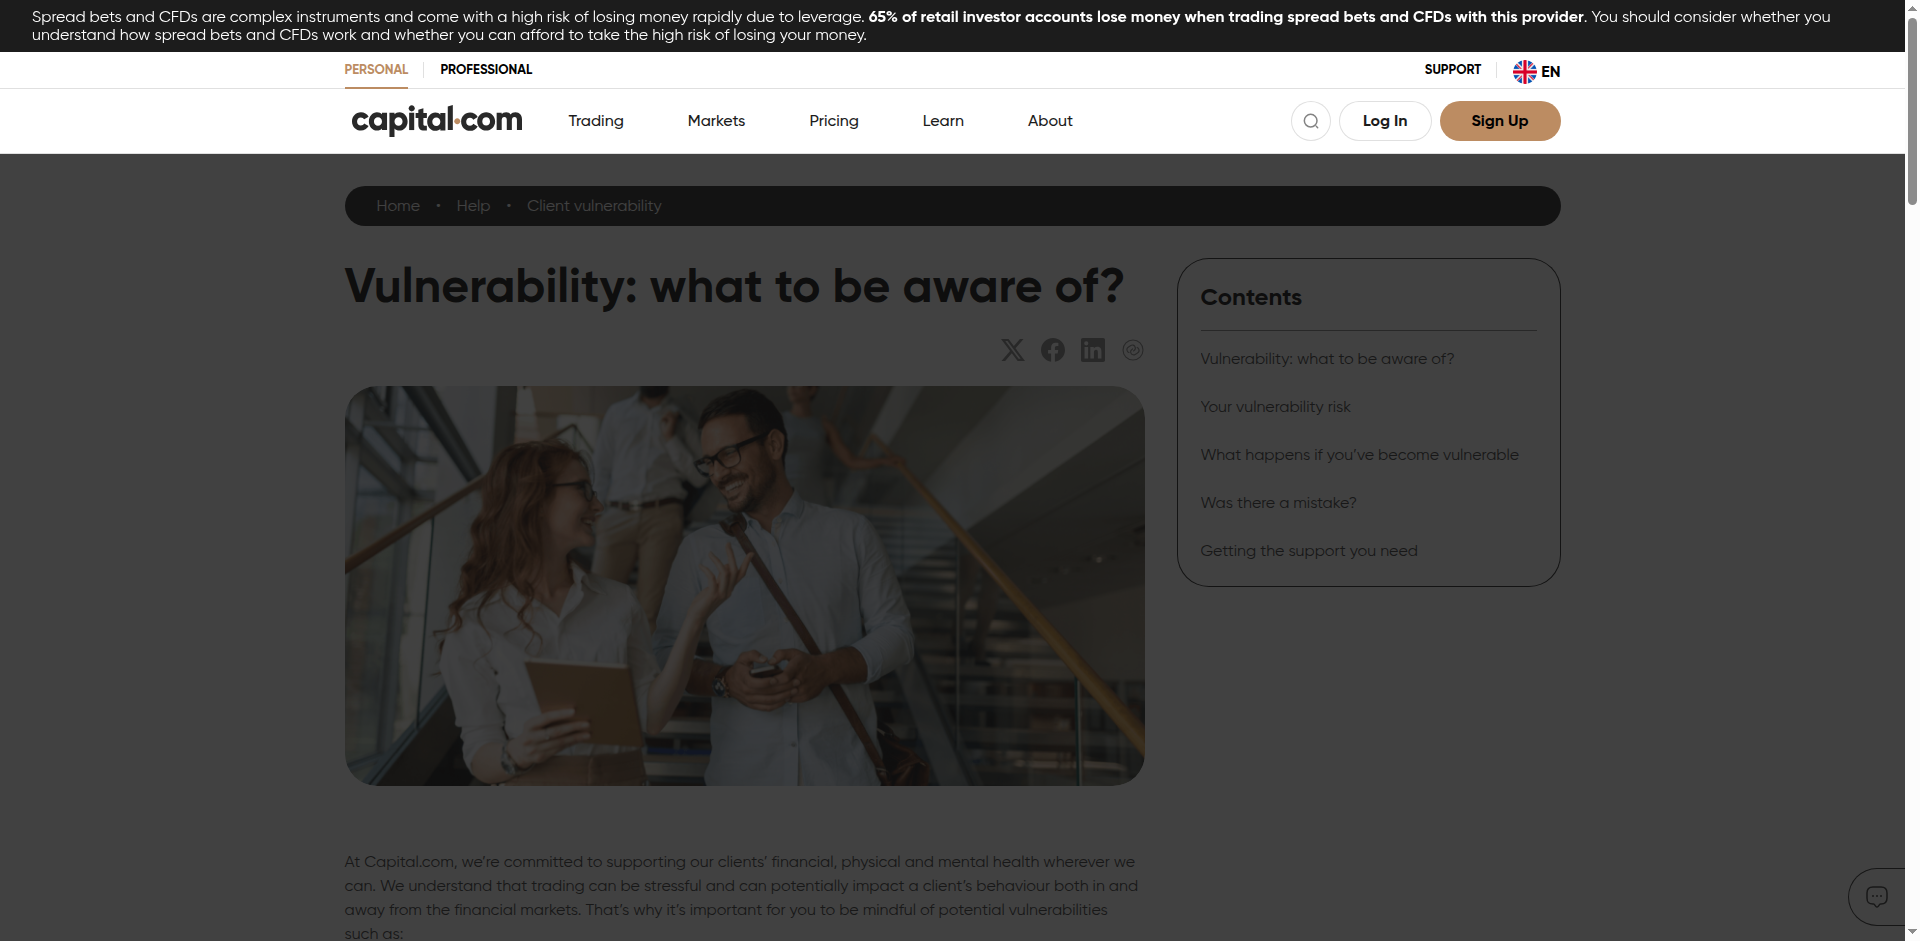 Spread bets and CFDs are complex instruments and come with a high risk of losing money rapidly due to leverage. 65% of retail investor accounts lose money when trading spread bets and CFDs with this provider. You should consider whether you
understand how spread bets and CFDs work and whether you can afford to take the high risk of losing your money.
PERSONAL PROFESSIONAL SUPPORT EN
capital.com Trading Markets Pricing Learn About Log In Sign Up
Home • Help • Client vulnerability
Vulnerability: what to be aware of?
Contents
Vulnerability: what to be aware of?
Your vulnerability risk
What happens if you've become vulnerable
Was there a mistake?
Getting the support you need
At Capital.com, we're committed to supporting our clients' financial, physical and mental health wherever we
can. We understand that trading can be stressful and can potentially impact a client's behaviour both in and
away from the financial markets. That's why it's important for you to be mindful of potential vulnerabilities
such as: